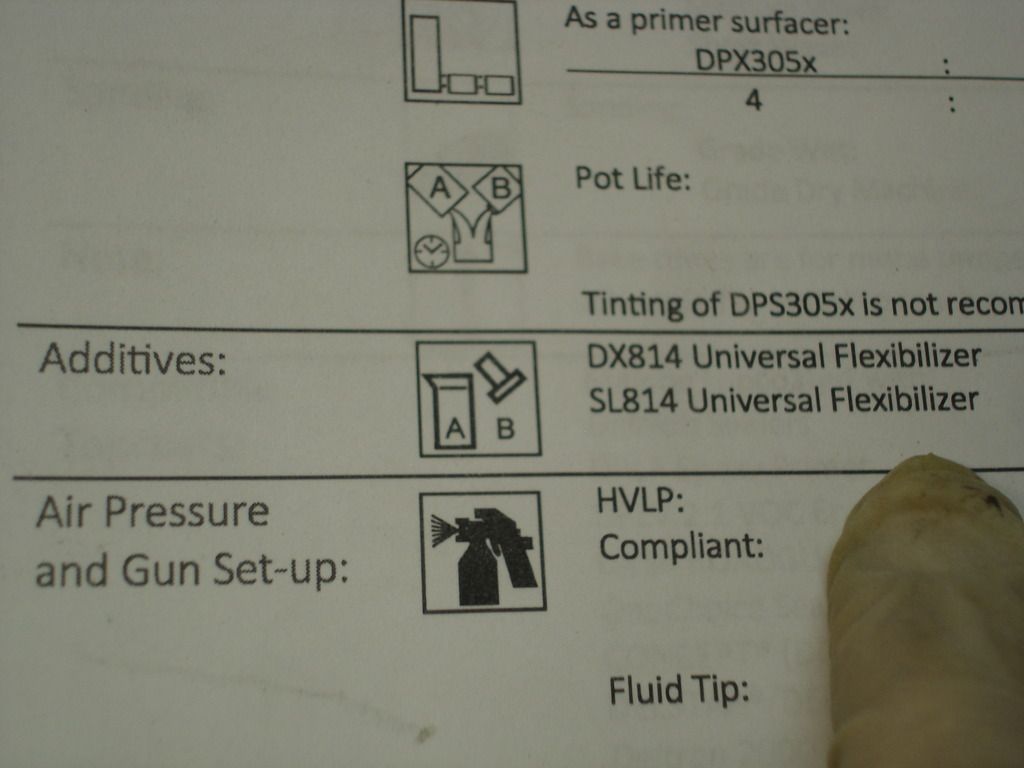 As a primer surfacer:
DPX305x :
4 :
A B
Pot Life:
Tinting of DPS305x is not
Additives:
DX814 Universal Flexibilizer
SL814 Universal Flexibilizer
A B
Air Pressure
and Gun Set-up:
HVLP:
Compliant:
Fluid Tip: